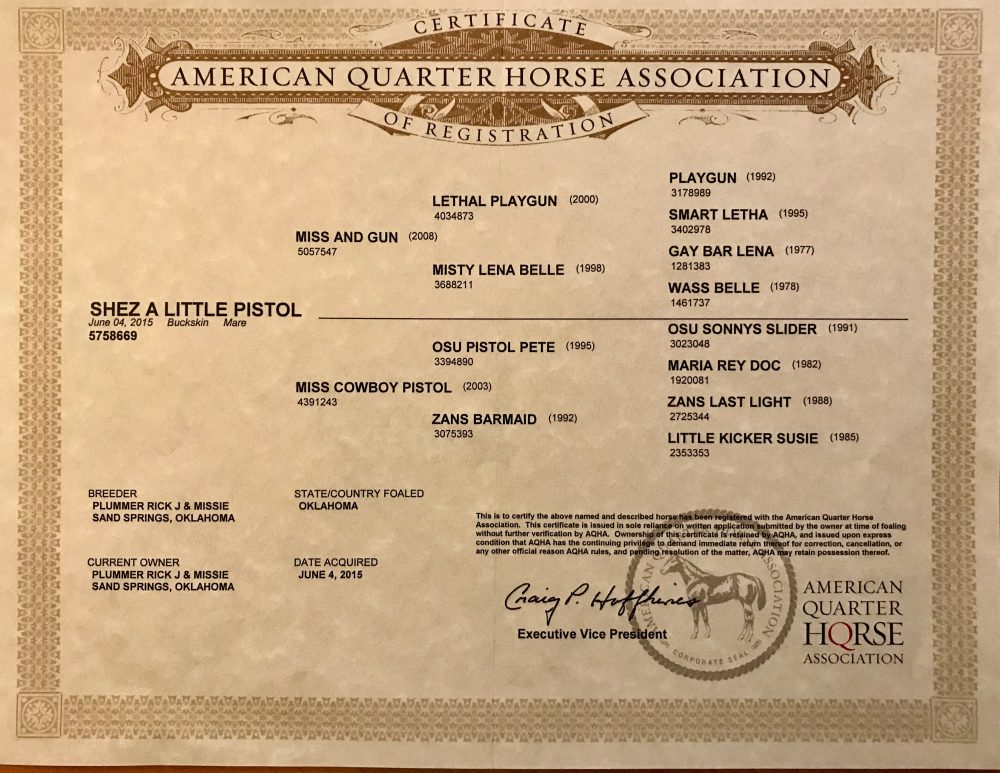 CERTIFICATE
AMERICAN QUARTER HORSE ASSOCIATION
OF REGISTRATION
PLAYGUN (1992)
3178989
LETHAL PLAYGUN (2000)
4034873
SMART LETHA (1995)
3402978
MISS AND GUN (2008)
5057547
GAY BAR LENA (1977)
1281383
MISTY LENA BELLE (1998)
3688211
WASS BELLE (1978)
1461737
SHEZ A LITTLE PISTOL
June 04, 2015 Buckskin Mare
5758669
OSU SONNYS SLIDER (1991)
3023048
OSU PISTOL PETE (1995)
3394890
MARIA REY DOC (1982)
1920081
MISS COWBOY PISTOL (2003)
4391243
ZANS LAST LIGHT (1988)
2725344
ZANS BARMAID (1992)
3075393
LITTLE KICKER SUSIE (1985)
2353353
BREEDER
PLUMMER RICK J & MISSIE
SAND SPRINGS, OKLAHOMA
STATE/COUNTRY FOALED
OKLAHOMA
CURRENT OWNER
PLUMMER RICK J & MISSIE
SAND SPRINGS, OKLAHOMA
DATE ACQUIRED
JUNE 4, 2015
This is to certify the above named and described horse has been registered with the American Quarter Horse
Association. This certificate is issued in sole reliance on written application submitted by the owner at time of foaling
without further verification by AQHA. Ownership of this certificate is retained by AQHA, and issued upon express
condition that AQHA has the continuing privilege to demand immediate return thereof for correction, cancellation, or
any other official reason AQHA rules, and pending resolution of the matter, AQHA may retain possession thereof.
Craig P. Huffhines
Executive Vice President
AMERICAN ASSOCIATION
CORPORATE SEAL
AMERICAN
QUARTER
HORSE
ASSOCIATION